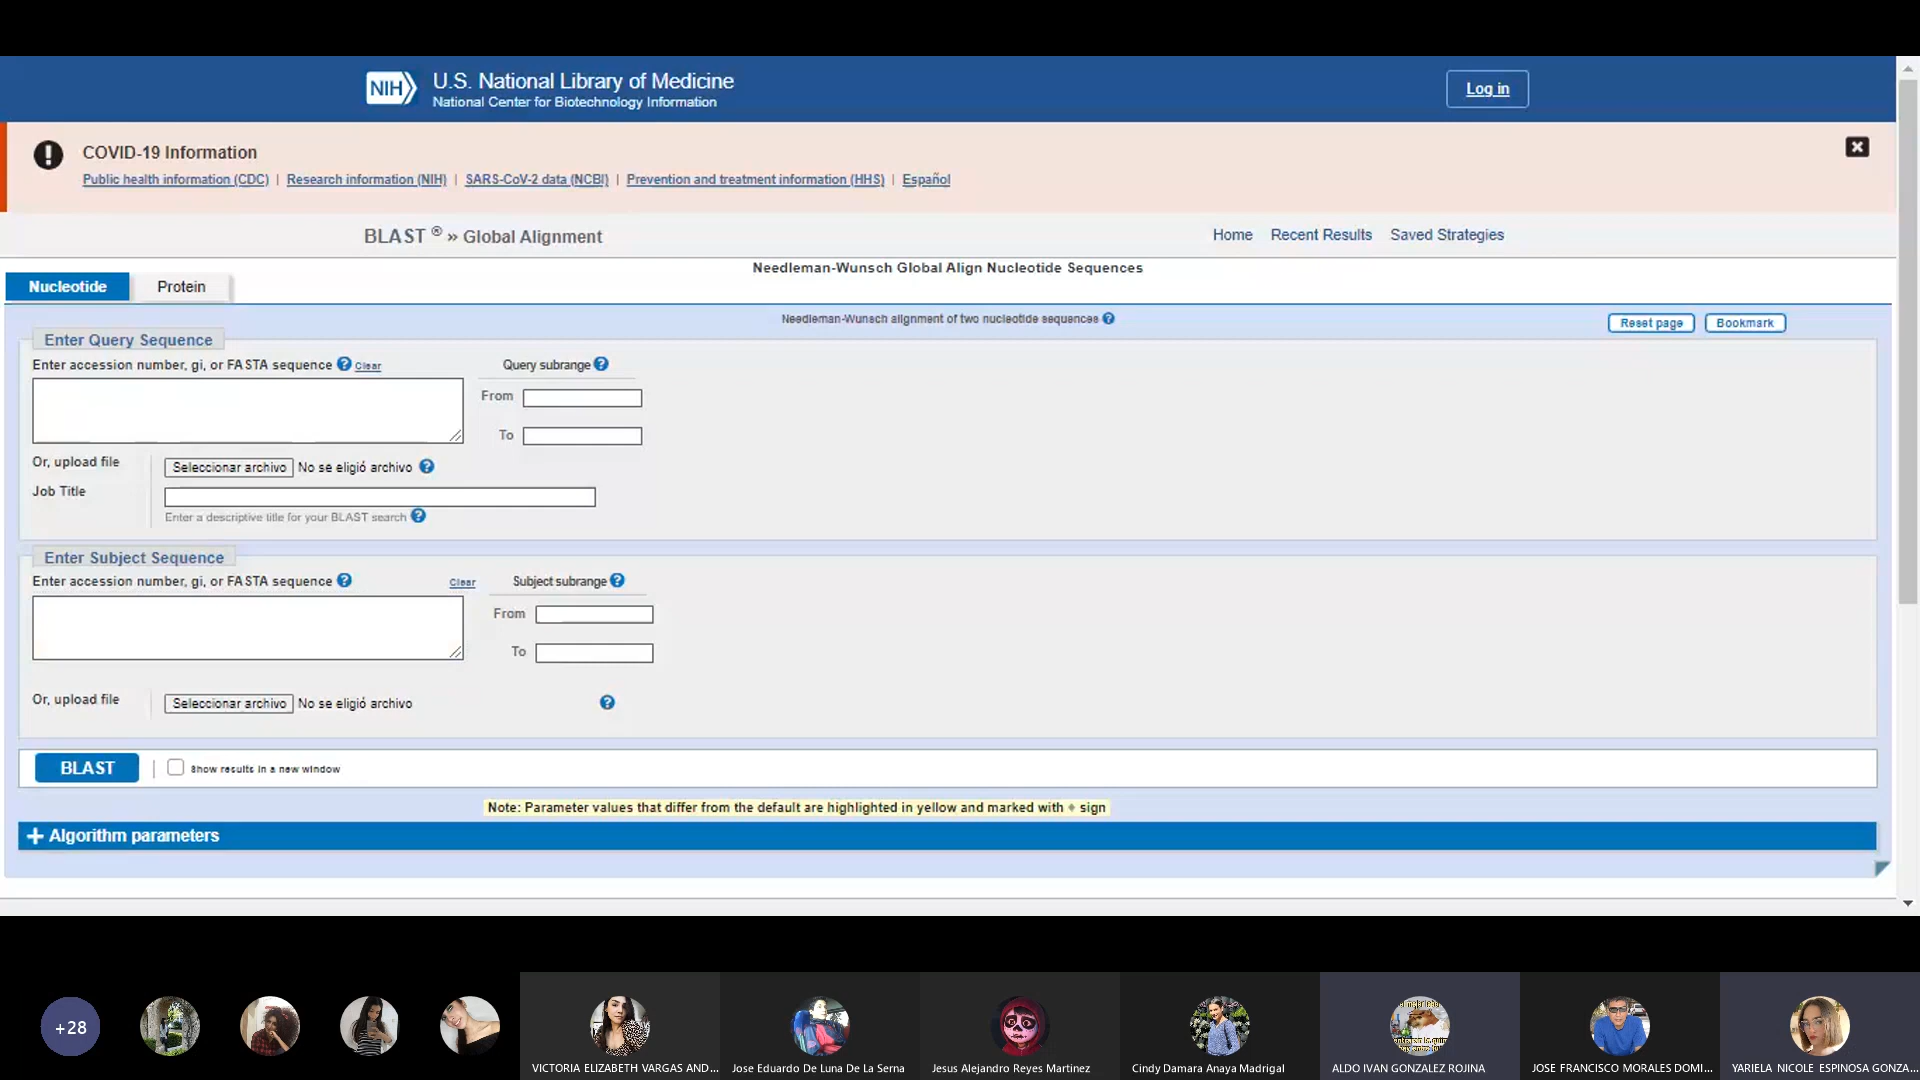 NIH
U.S. National Library of Medicine
National Center for Biotechnology Information
Log in
COVID-19 Information
Public health information (CDC) | Research information (NIH) | SARS-CoV-2 data (NCBI) | Prevention and treatment information (HHS) | Español
BLAST ® » Global Alignment
Home Recent Results Saved Strategies
Needleman-Wunsch Global Align Nucleotide Sequences
Nucleotide Protein
Needleman-Wunsch alignment of two nucleotide sequences ?
Reset page Bookmark
Enter Query Sequence
Enter accession number, gi, or FASTA sequence ? Clear
Query subrange ?
From
To
Or, upload file
Seleccionar archivo No se eligió archivo ?
Job Title
Enter a descriptive title for your BLAST search ?
Enter Subject Sequence
Enter accession number, gi, or FASTA sequence ? Clear
Subject subrange ?
From
To
Or, upload file
Seleccionar archivo No se eligió archivo ?
BLAST | Show results in a new window
Note: Parameter values that differ from the default are highlighted in yellow and marked with ♦ sign
+ Algorithm parameters
+28
VICTORIA ELIZABETH VARGAS AND...
Jose Eduardo De Luna De La Serna
Jesus Alejandro Reyes Martinez
Cindy Damara Anaya Madrigal
ALDO IVAN GONZALEZ ROJINA
JOSE FRANCISCO MORALES DOMI...
YARIELA NICOLE ESPINOSA GONZA...